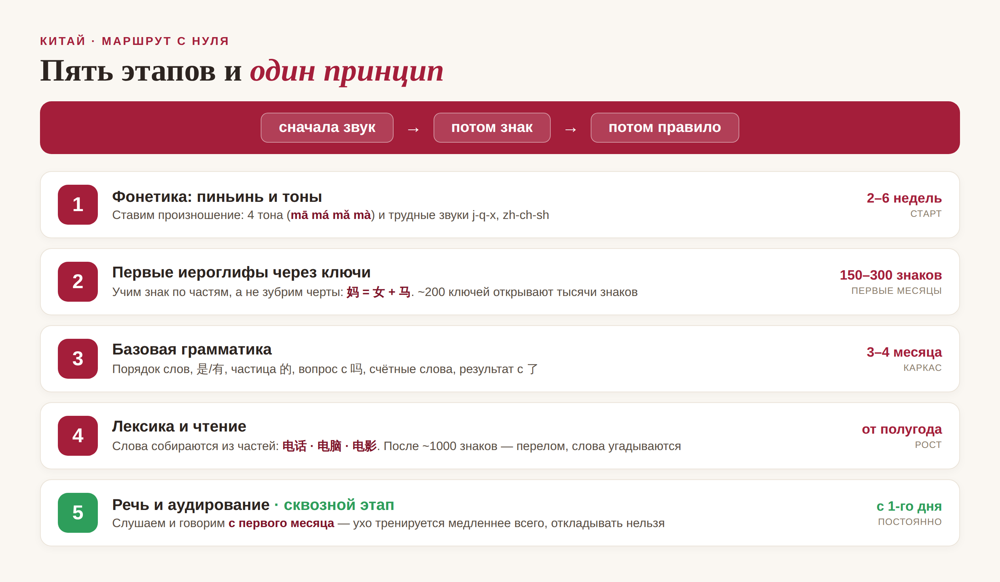 КИТАЙ · МАРШРУТ С НУЛЯ
Пять этапов и один принцип
сначала звук → потом знак → потом правило
1
Фонетика: пиньинь и тоны
Ставим произношение: 4 тона (mā má mǎ mà) и трудные звуки j-q-x, zh-ch-sh
2–6 недель
СТАРТ
2
Первые иероглифы через ключи
Учим знак по частям, а не зубрим черты: 妈 = 女 + 马. ~200 ключей открывают тысячи знаков
150–300 знаков
ПЕРВЫЕ МЕСЯЦЫ
3
Базовая грамматика
Порядок слов, 是/有, частица 的, вопрос с 吗, счётные слова, результат с 了
3–4 месяца
КАРКАС
4
Лексика и чтение
Слова собираются из частей: 电话 · 电脑 · 电影. После ~1000 знаков — перелом, слова угадываются
от полугода
РОСТ
5
Речь и аудирование · сквозной этап
Слушаем и говорим с первого месяца — ухо тренируется медленнее всего, откладывать нельзя
с 1-го дня
ПОСТОЯННО